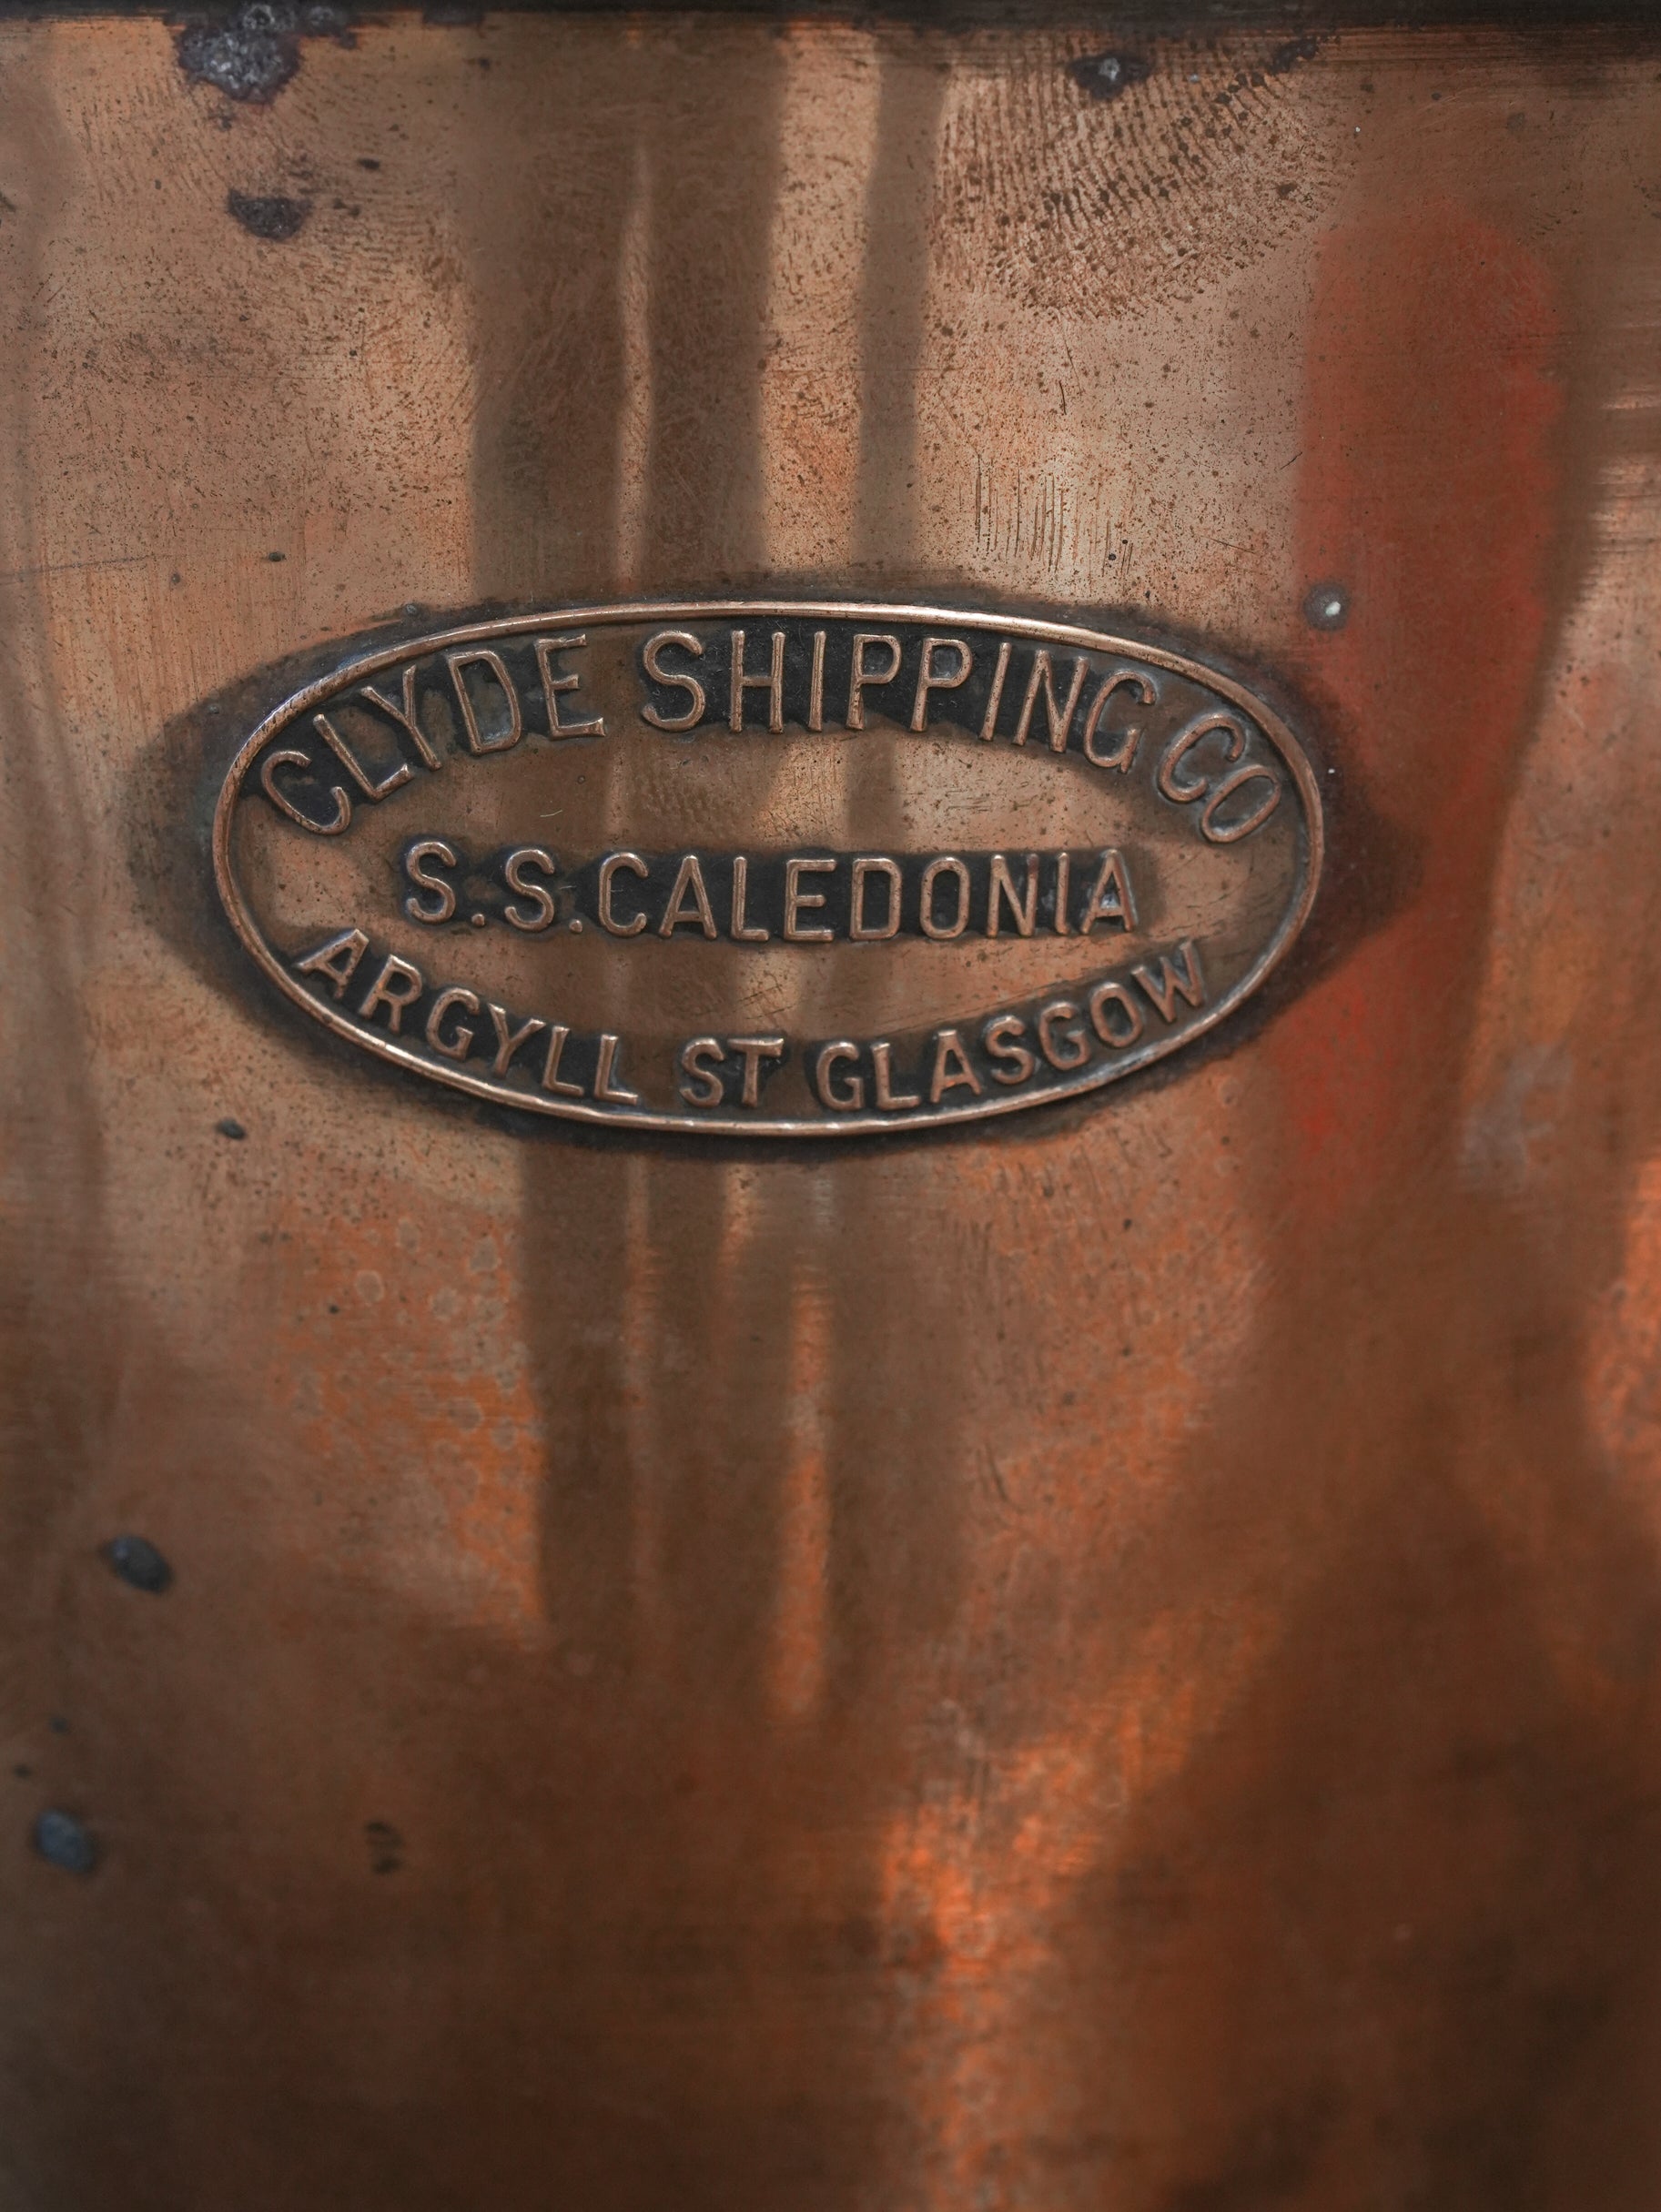 CLYDE SHIPPING CO
S.S.CALEDONIA
ARGYLL ST GLASGOW